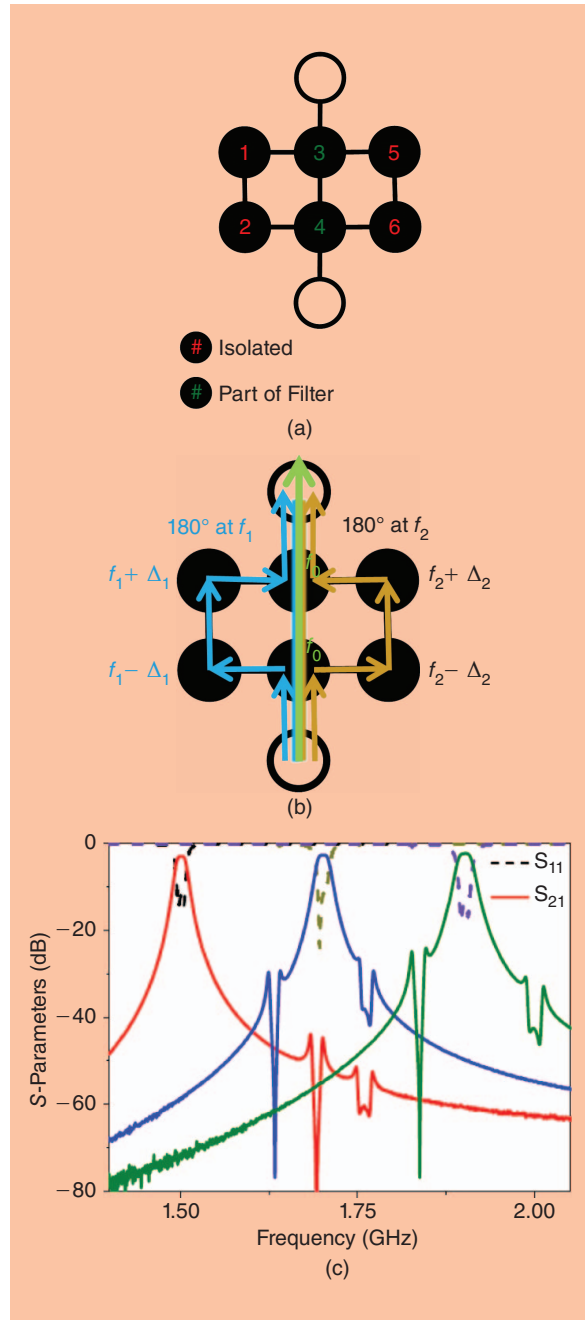 1 3 5
2 4 6
# Isolated
# Part of Filter
(a)
180° at f₁ 180° at f₂
f₁ + Δ₁ f₀ f₂ + Δ₂
f₁ − Δ₁ f₀ f₂ − Δ₂
(b)
S-Parameters (dB)
0
−20
−40
−60
−80
S₁₁
S₂₁
1.50 1.75 2.00
Frequency (GHz)
(c)